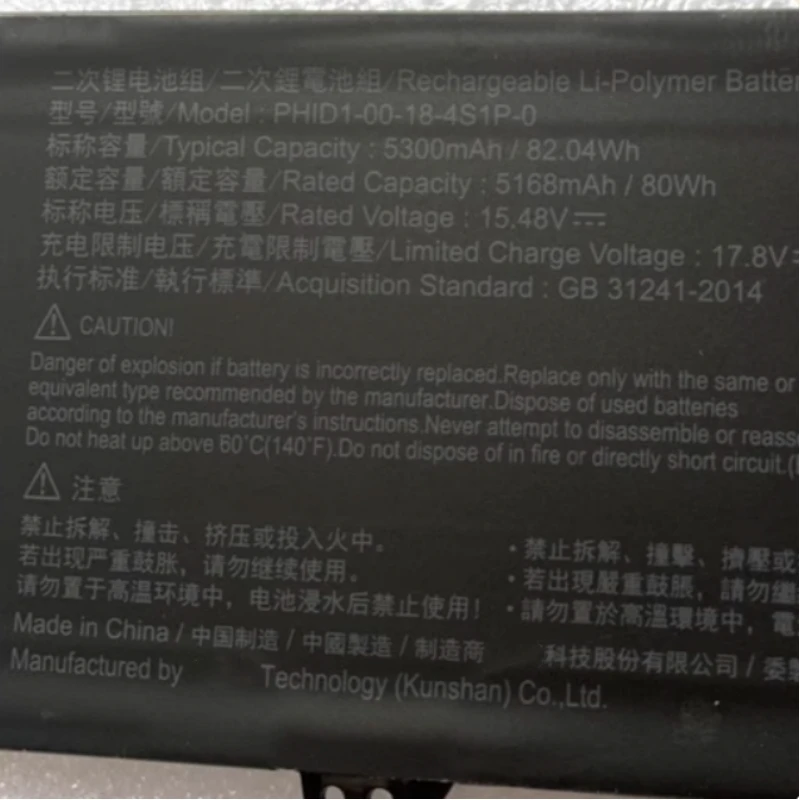 二次锂电池组/二次鋰電池組/Rechargeable Li-Polymer Batter
型号/型號/Model : PHID1-00-18-4S1P-0
标称容量/Typical Capacity : 5300mAh / 82.04Wh
额定容量/額定容量/Rated Capacity : 5168mAh / 80Wh
标称电压/標稱電壓/Rated Voltage : 15.48V⎓
充电限制电压/充電限制電壓/Limited Charge Voltage : 17.8V
执行标准/執行標準/Acquisition Standard : GB 31241-2014
CAUTION!
Danger of explosion if battery is incorrectly replaced.Replace only with the same or
equivalent type recommended by the manufacturer.Dispose of used batteries
according to the manufacturer's instructions.Never attempt to disassemble or reasse
Do not heat up above 60°C(140°F).Do not dispose of in fire or directly short circuit.(
注意
禁止拆解、撞击、挤压或投入火中。 •禁止拆解、撞擊、擠壓或
若出现严重鼓胀，请勿继续使用。 •若出現嚴重鼓脹，請勿繼
请勿置于高温环境中，电池浸水后禁止使用！ •請勿置於高溫環境中，電
Made in China / 中国制造 / 中國製造 / 制造商 科技股份有限公司 / 委製
Manufactured by Technology (Kunshan) Co.,Ltd.